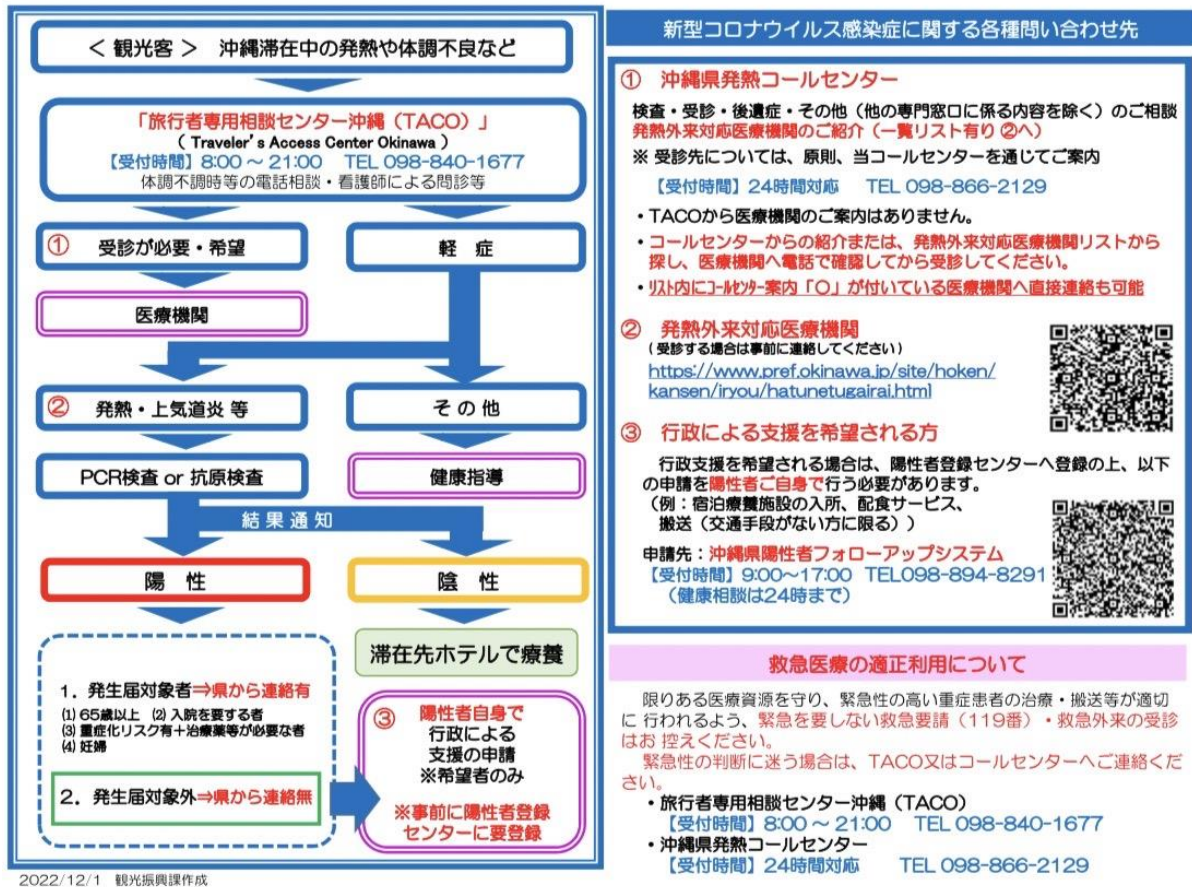 ＜ 観光客 ＞ 沖縄滞在中の発熱や体調不良など
「旅行者専用相談センター沖縄（TACO）」
（ Traveler's Access Center Okinawa ）
【受付時間】8:00 ～ 21:00 TEL 098-840-1677
体調不調時等の電話相談・看護師による問診等
① 受診が必要・希望
軽 症
医療機関
② 発熱・上気道炎 等
そ の 他
PCR検査 or 抗原検査
健康指導
結 果 通 知
陽 性
陰 性
滞在先ホテルで療養
1．発生届対象者⇒県から連絡有
(1) 65歳以上 (2) 入院を要する者
(3) 重症化リスク有＋治療薬等が必要な者
(4) 妊婦
2．発生届対象外⇒県から連絡無
③ 陽性者自身で
行政による
支援の申請
※希望者のみ
※事前に陽性者登録
センターに要登録
2022/12/1 観光振興課作成
新型コロナウイルス感染症に関する各種問い合わせ先
① 沖縄県発熱コールセンター
検査・受診・後遺症・その他（他の専門窓口に係る内容を除く）のご相談
発熱外来対応医療機関のご紹介（一覧リスト有り ②へ）
※ 受診先については、原則、当コールセンターを通じてご案内
【受付時間】24時間対応 TEL 098-866-2129
・TACOから医療機関のご案内はありません。
・コールセンターからの紹介または、発熱外来対応医療機関リストから
探し、医療機関へ電話で確認してから受診してください。
・リスト内にコールセンター案内「〇」が付いている医療機関へ直接連絡も可能
② 発熱外来対応医療機関
（受診する場合は事前に連絡してください）
https://www.pref.okinawa.jp/site/hoken/
kansen/iryou/hatunetugairai.html
③ 行政による支援を希望される方
行政支援を希望される場合は、陽性者登録センターへ登録の上、以下
の申請を陽性者ご自身で行う必要があります。
（例：宿泊療養施設の入所、配食サービス、
搬送（交通手段がない方に限る））
申請先：沖縄県陽性者フォローアップシステム
【受付時間】9:00～17:00 TEL098-894-8291
（健康相談は24時まで）
救急医療の適正利用について
限りある医療資源を守り、緊急性の高い重症患者の治療・搬送等が適切
に 行われるよう、緊急を要しない救急要請（119番）・救急外来の受診
はお 控えください。
緊急性の判断に迷う場合は、TACO又はコールセンターへご連絡くだ
さい。
・旅行者専用相談センター沖縄（TACO）
【受付時間】8:00 ～ 21:00 TEL 098-840-1677
・沖縄県発熱コールセンター
【受付時間】24時間対応 TEL 098-866-2129